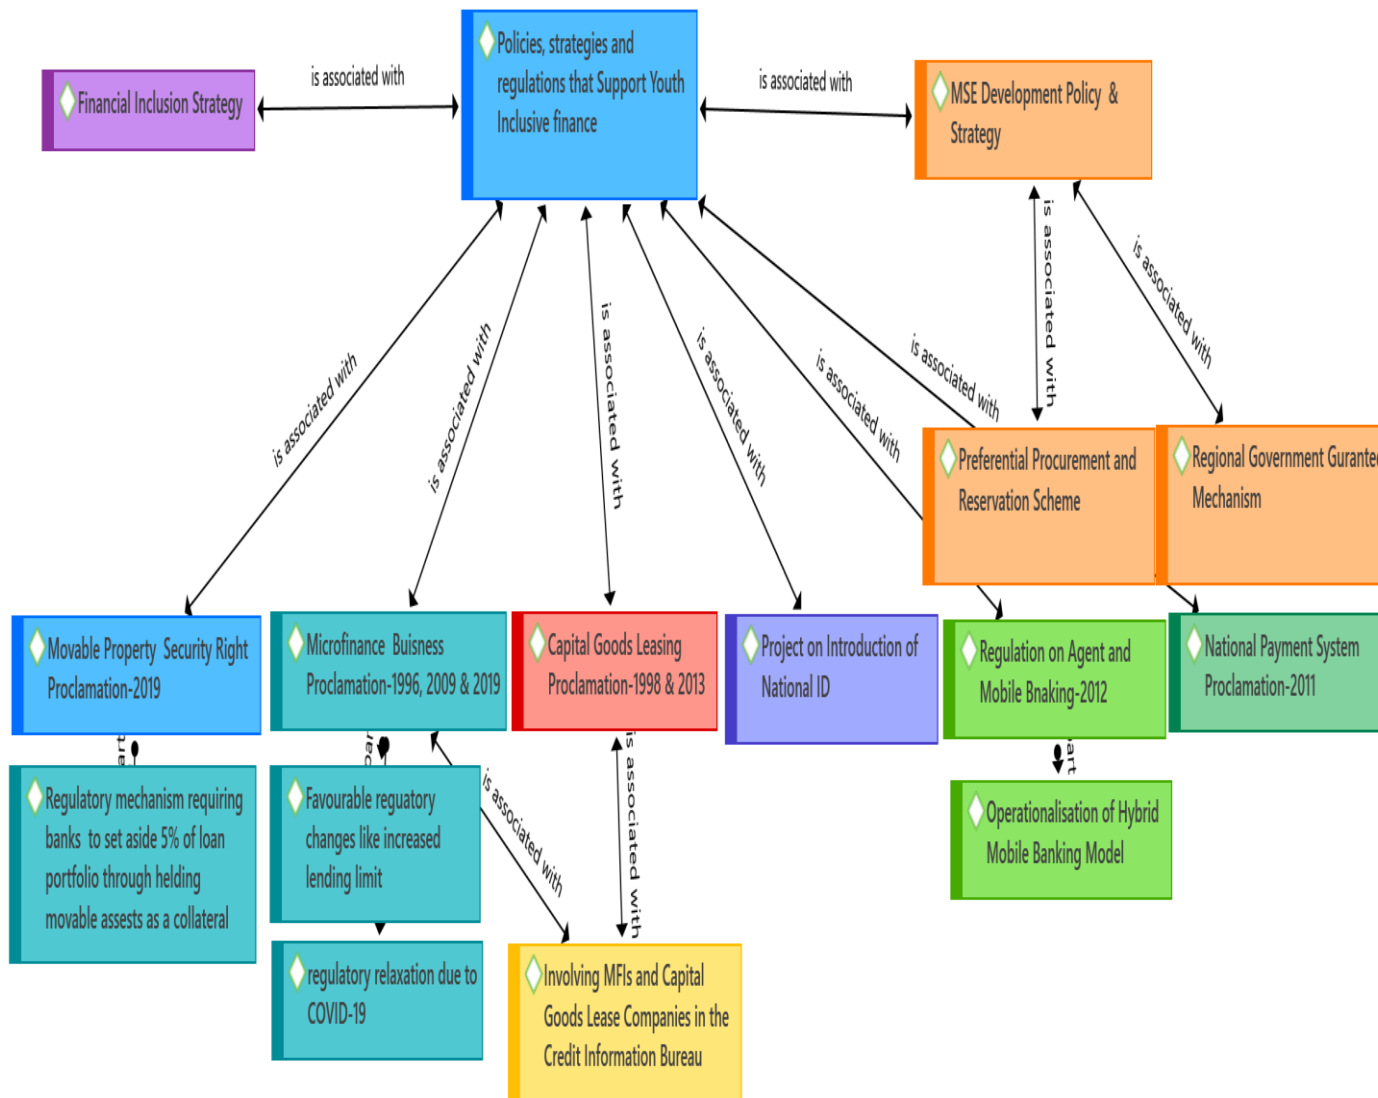 Policies, strategies and
regulations that Support Youth
Inclusive finance
is associated with
is associated with
Financial Inclusion Strategy
MSE Development Policy &
Strategy
is associated with
is associated with
is associated with
is associated with
is associated with
is associated with
is associated with
is associated with
Preferential Procurement and
Reservation Scheme
Regional Government Gurantee
Mechanism
Movable Property Security Right
Proclamation-2019
Microfinance Buisness
Proclamation-1996, 2009 & 2019
Capital Goods Leasing
Proclamation-1998 & 2013
Project on Introduction of
National ID
Regulation on Agent and
Mobile Bnaking-2012
National Payment System
Proclamation-2011
art
par
is associated with
is associated with
art
Regulatory mechanism requiring
banks to set aside 5% of loan
portfolio through helding
movable assests as a collateral
Favourable reguatory
changes like increased
lending limit
Operationalisation of Hybrid
Mobile Banking Model
regulatory relaxation due to
COVID-19
Involving MFIs and Capital
Goods Lease Companies in the
Credit Information Bureau